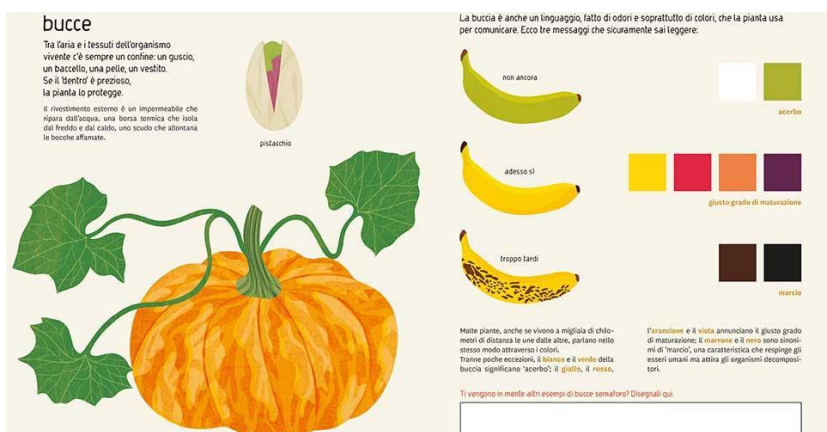 bucce
Tra l'aria e i tessuti dell'organismo
vivente c'è sempre un confine: un guscio,
un baccello, una pelle, un vestito.
Se il 'dentro' è prezioso,
la pianta lo protegge.
Il rivestimento esterno è un impermeabile che
ripara dall'acqua, una borsa termica che isola
dal freddo e dal caldo, uno scudo che allontana
le bocche affamate.
pistacchio
La buccia è anche un linguaggio, fatto di odori e soprattutto di colori, che la pianta usa
per comunicare. Ecco tre messaggi che sicuramente sai leggere:
non ancora
acerbo
adesso sì
giusto grado di maturazione
troppo tardi
marcio
Molte piante, anche se vivono a migliaia di chilo-
metri di distanza le une dalle altre, parlano nello
stesso modo attraverso i colori.
Tranne poche eccezioni, il bianco e il verde della
buccia significano 'acerbo'; il giallo, il rosso,
l'arancione e il viola annunciano il giusto grado
di maturazione; il marrone e il nero sono sinoni-
mi di 'marcio', una caratteristica che respinge gli
esseri umani ma attira gli organismi decomposi-
tori.
Ti vengono in mente altri esempi di bucce semaforo? Disegnali qui.